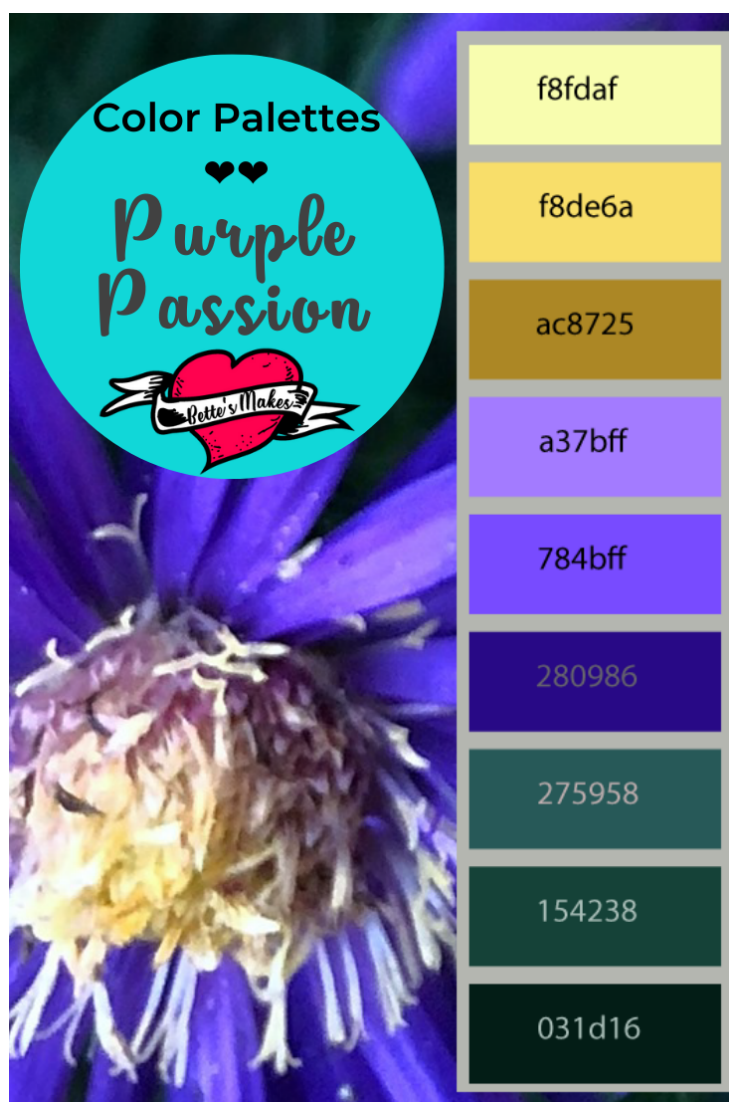 Color Palettes
Purple
Passion
Bette's Makes
f8fdaf
f8de6a
ac8725
a37bff
784bff
280986
275958
154238
031d16